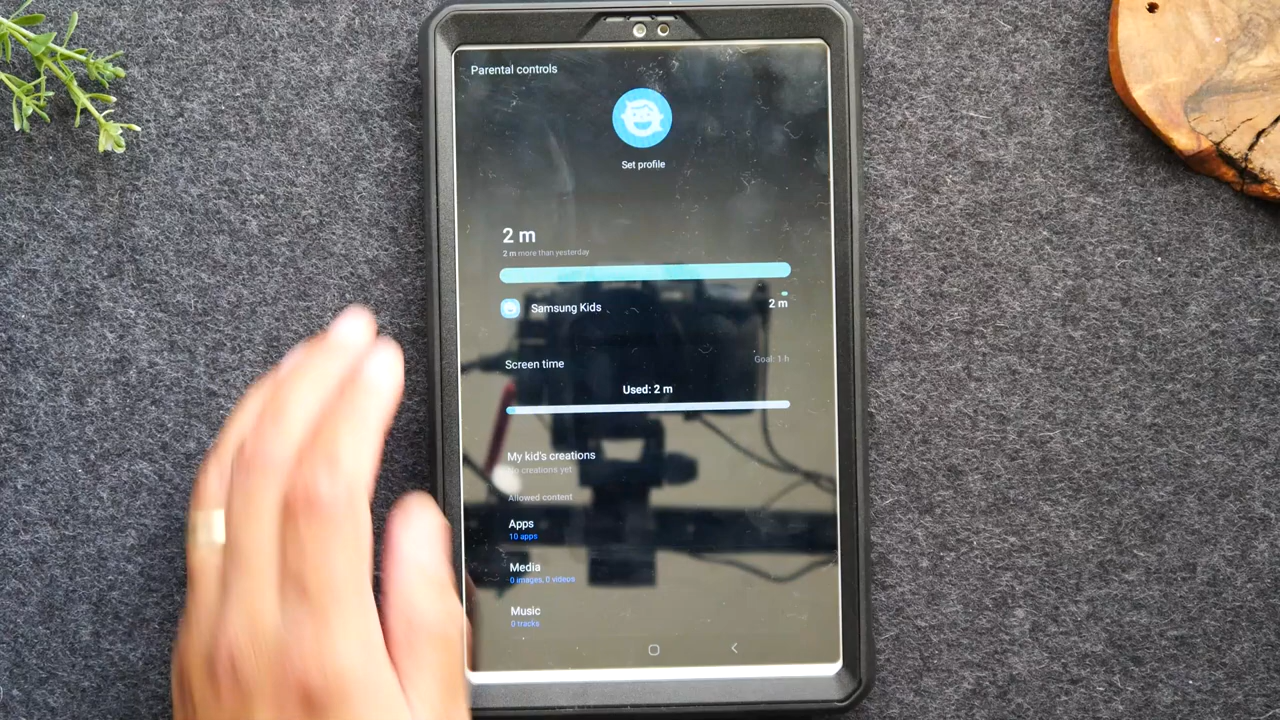 Parental controls
Set profile
2 m
2 m more than yesterday
Samsung Kids
2 m
Screen time
Goal: 1 h
Used: 2 m
My kid's creations
No creations yet
Allowed content
Apps
10 apps
Media
0 images, 0 videos
Music
0 tracks